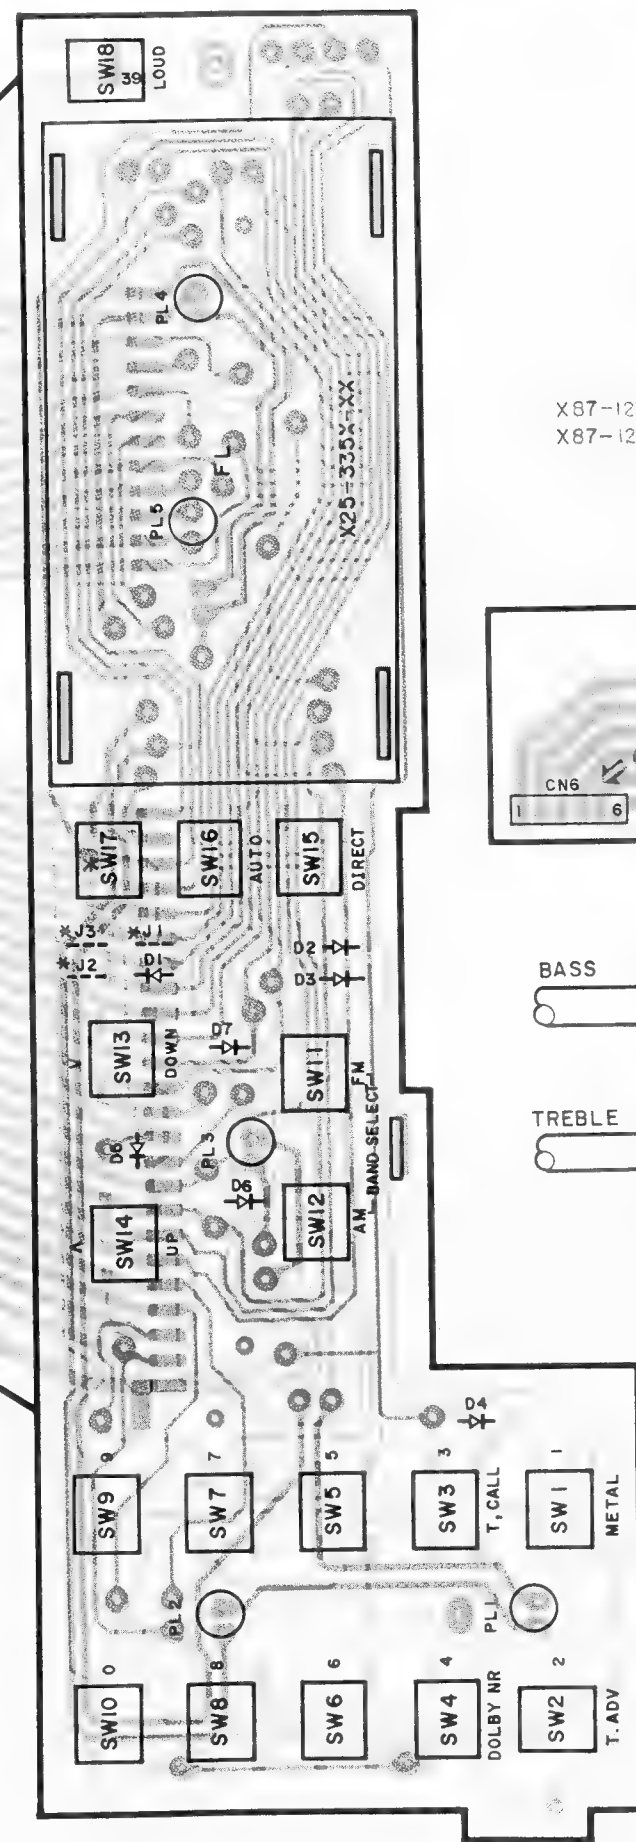 SW18
39
LOUD
PL4
X87-12
X87-12
FL
X25-335X-XX
PL5
CN6
1 6
* SW17
SW16
AUTO
SW15
DIRECT
* J3
* J1
* J2
D1
D2
D3
BASS
SW13
DOWN
D7
SW11
FM
TREBLE
D6
PL3
BAND SELECT
SW14
UP
SW12
AM
D4
9
7
5
3
1
SW9
SW7
SW5
SW3
T, CALL
SW1
METAL
PL2
PL1
0
8
6
4
2
SW10
SW8
SW6
SW4
DOLBY NR
SW2
T. ADV